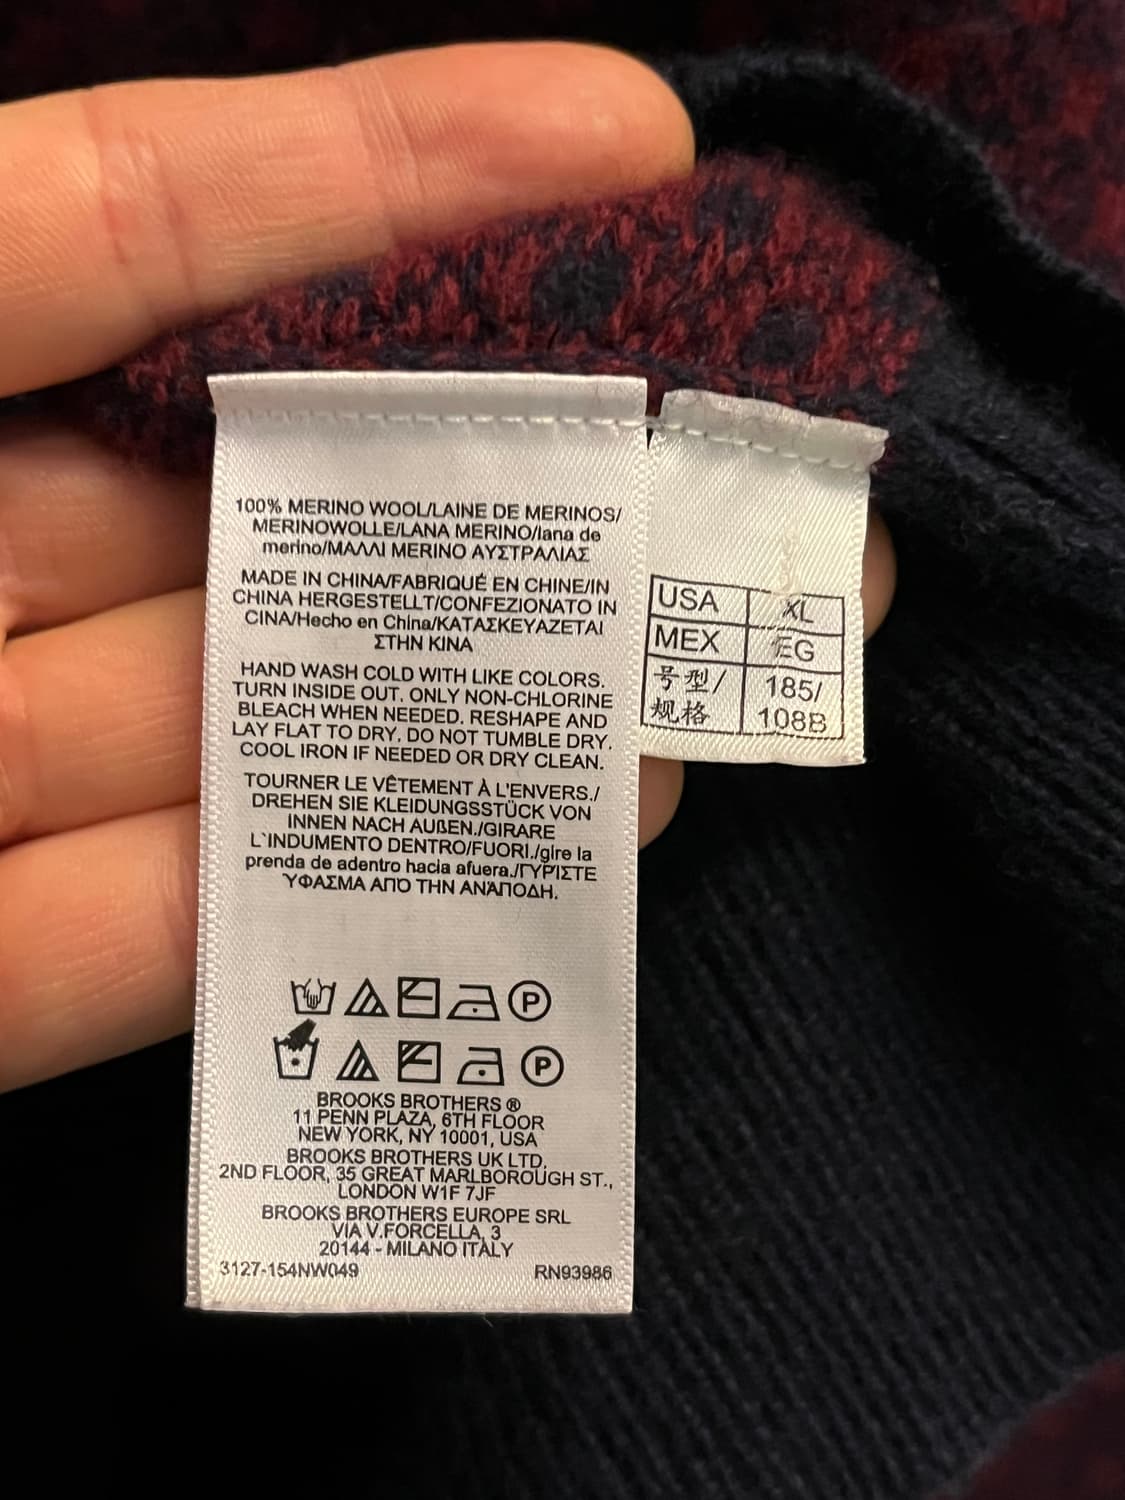 100% MERINO WOOL/LAINE DE MERINOS/
MERINOWOLLE/LANA MERINO/lana de
merino/ΜΑΛΛΙ MERINO ΑΥΣΤΡΑΛΙΑΣ
MADE IN CHINA/FABRIQUÉ EN CHINE/IN
CHINA HERGESTELLT/CONFEZIONATO IN
CINA/Hecho en China/ΚΑΤΑΣΚΕΥΑΖΕΤΑΙ
ΣΤΗΝ ΚΙΝΑ
HAND WASH COLD WITH LIKE COLORS.
TURN INSIDE OUT. ONLY NON-CHLORINE
BLEACH WHEN NEEDED. RESHAPE AND
LAY FLAT TO DRY. DO NOT TUMBLE DRY.
COOL IRON IF NEEDED OR DRY CLEAN.
TOURNER LE VÊTEMENT À L'ENVERS./
DREHEN SIE KLEIDUNGSSTÜCK VON
INNEN NACH AUßEN./GIRARE
L`INDUMENTO DENTRO/FUORI./gire la
prenda de adentro hacia afuera./ΓΥΡΙΣΤΕ
ΎΦΑΣΜΑ ΑΠΌ ΤΗΝ ΑΝΆΠΟΔΗ.
P
P
BROOKS BROTHERS ®
11 PENN PLAZA, 6TH FLOOR
NEW YORK, NY 10001, USA
BROOKS BROTHERS UK LTD.
2ND FLOOR, 35 GREAT MARLBOROUGH ST.,
LONDON W1F 7JF
BROOKS BROTHERS EUROPE SRL
VIA V.FORCELLA, 3
20144 - MILANO ITALY
3127-154NW049 RN93986
USA XL
MEX EG
号型/ 185/
规格 108B